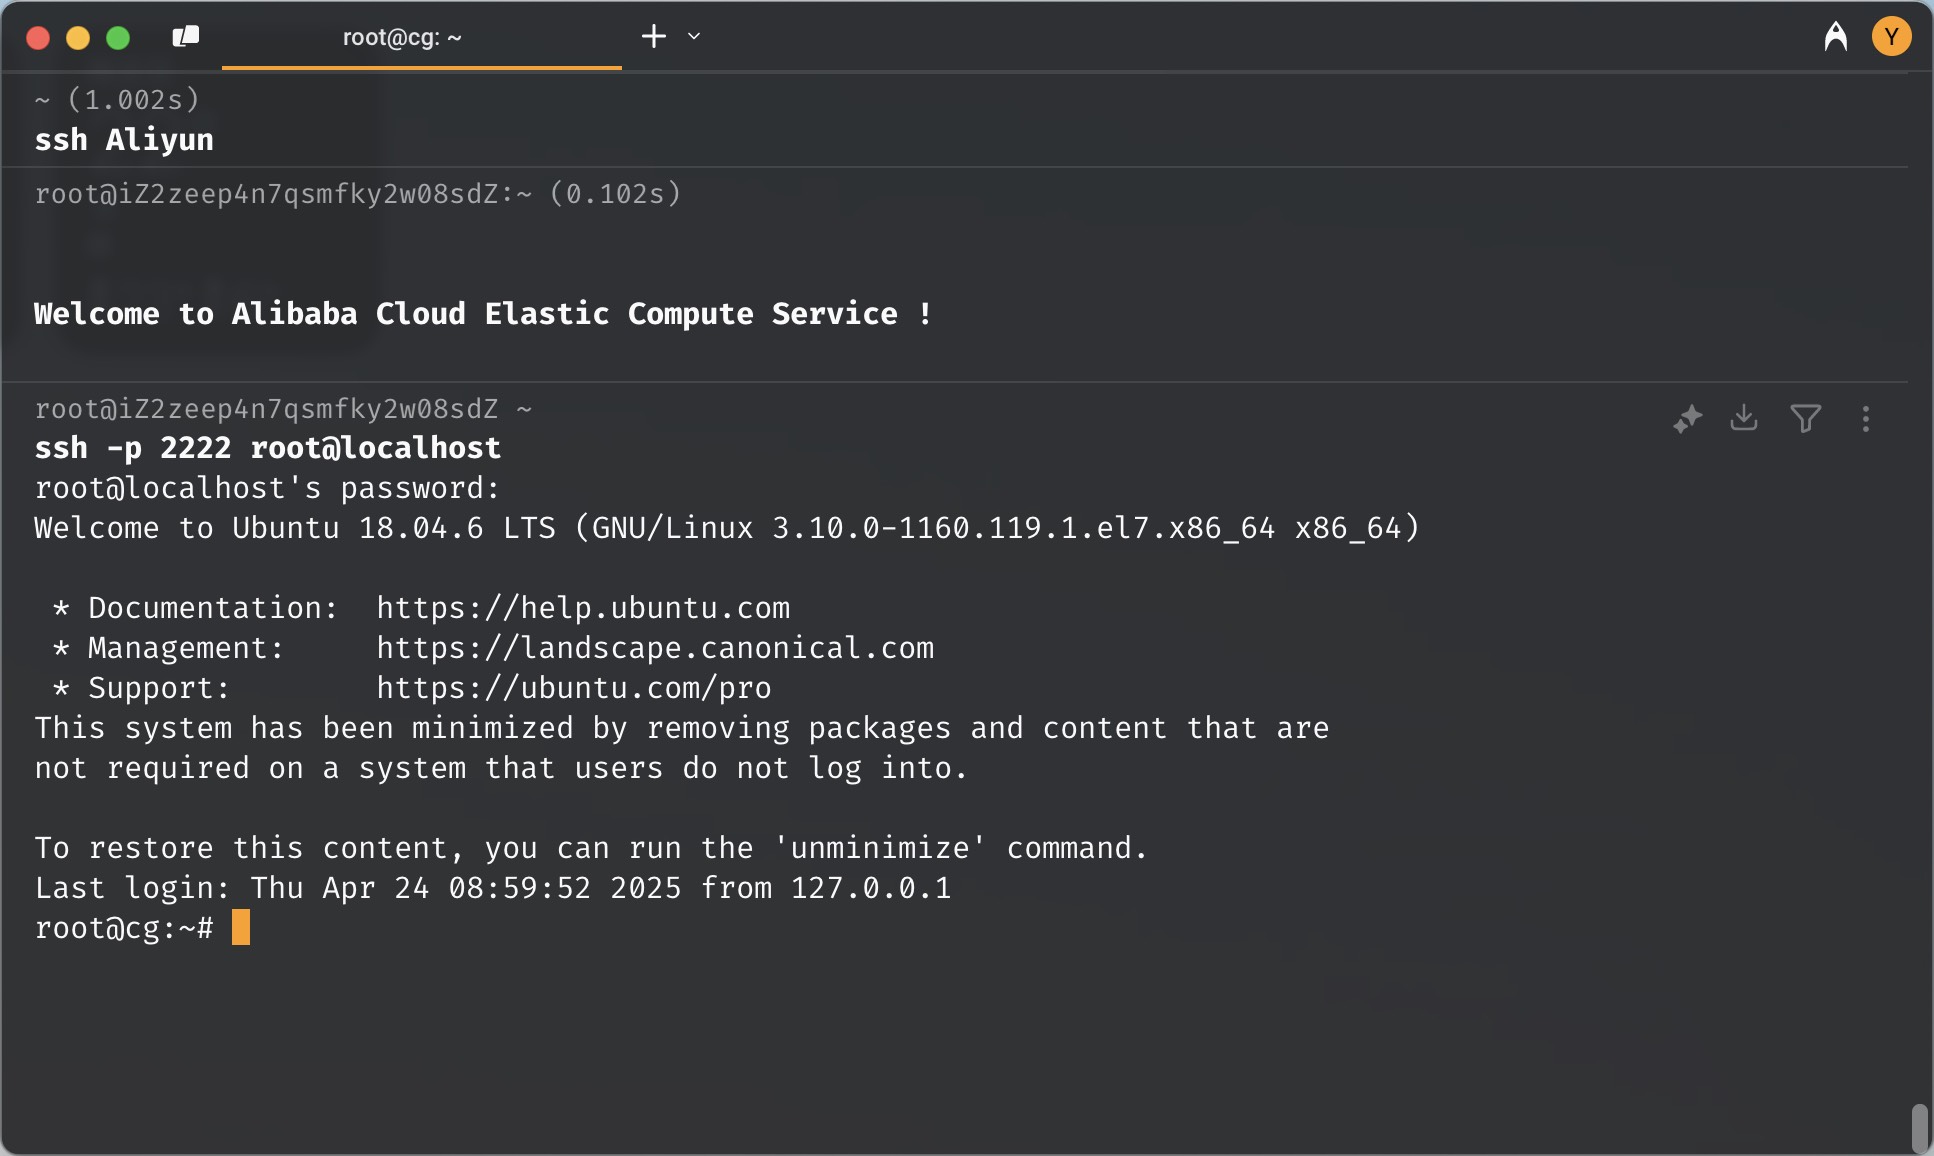 root@cg: ~
Y
~ (1.002s)
ssh Aliyun
root@iZ2zeep4n7qsmfky2w08sdZ:~ (0.102s)
Welcome to Alibaba Cloud Elastic Compute Service !
root@iZ2zeep4n7qsmfky2w08sdZ ~
ssh -p 2222 root@localhost
root@localhost's password:
Welcome to Ubuntu 18.04.6 LTS (GNU/Linux 3.10.0-1160.119.1.el7.x86_64 x86_64)
 * Documentation:  https://help.ubuntu.com
 * Management:     https://landscape.canonical.com
 * Support:        https://ubuntu.com/pro
This system has been minimized by removing packages and content that are
not required on a system that users do not log into.
To restore this content, you can run the 'unminimize' command.
Last login: Thu Apr 24 08:59:52 2025 from 127.0.0.1
root@cg:~#